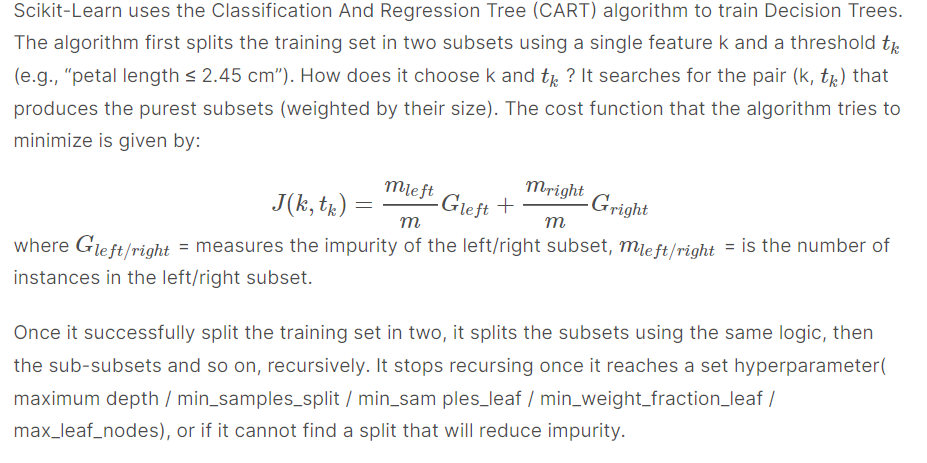 Scikit-Learn uses the Classification And Regression Tree (CART) algorithm to train Decision Trees.
The algorithm first splits the training set in two subsets using a single feature k and a threshold $t_k$
(e.g., “petal length ≤ 2.45 cm”). How does it choose k and $t_k$ ? It searches for the pair (k, $t_k$) that
produces the purest subsets (weighted by their size). The cost function that the algorithm tries to
minimize is given by:
$J(k, t_k) = \frac{m_{left}}{m} G_{left} + \frac{m_{right}}{m} G_{right}$
where $G_{left/right}$ = measures the impurity of the left/right subset, $m_{left/right}$ = is the number of
instances in the left/right subset.
Once it successfully split the training set in two, it splits the subsets using the same logic, then
the sub-subsets and so on, recursively. It stops recursing once it reaches a set hyperparameter(
maximum depth / min_samples_split / min_sam ples_leaf / min_weight_fraction_leaf /
max_leaf_nodes), or if it cannot find a split that will reduce impurity.